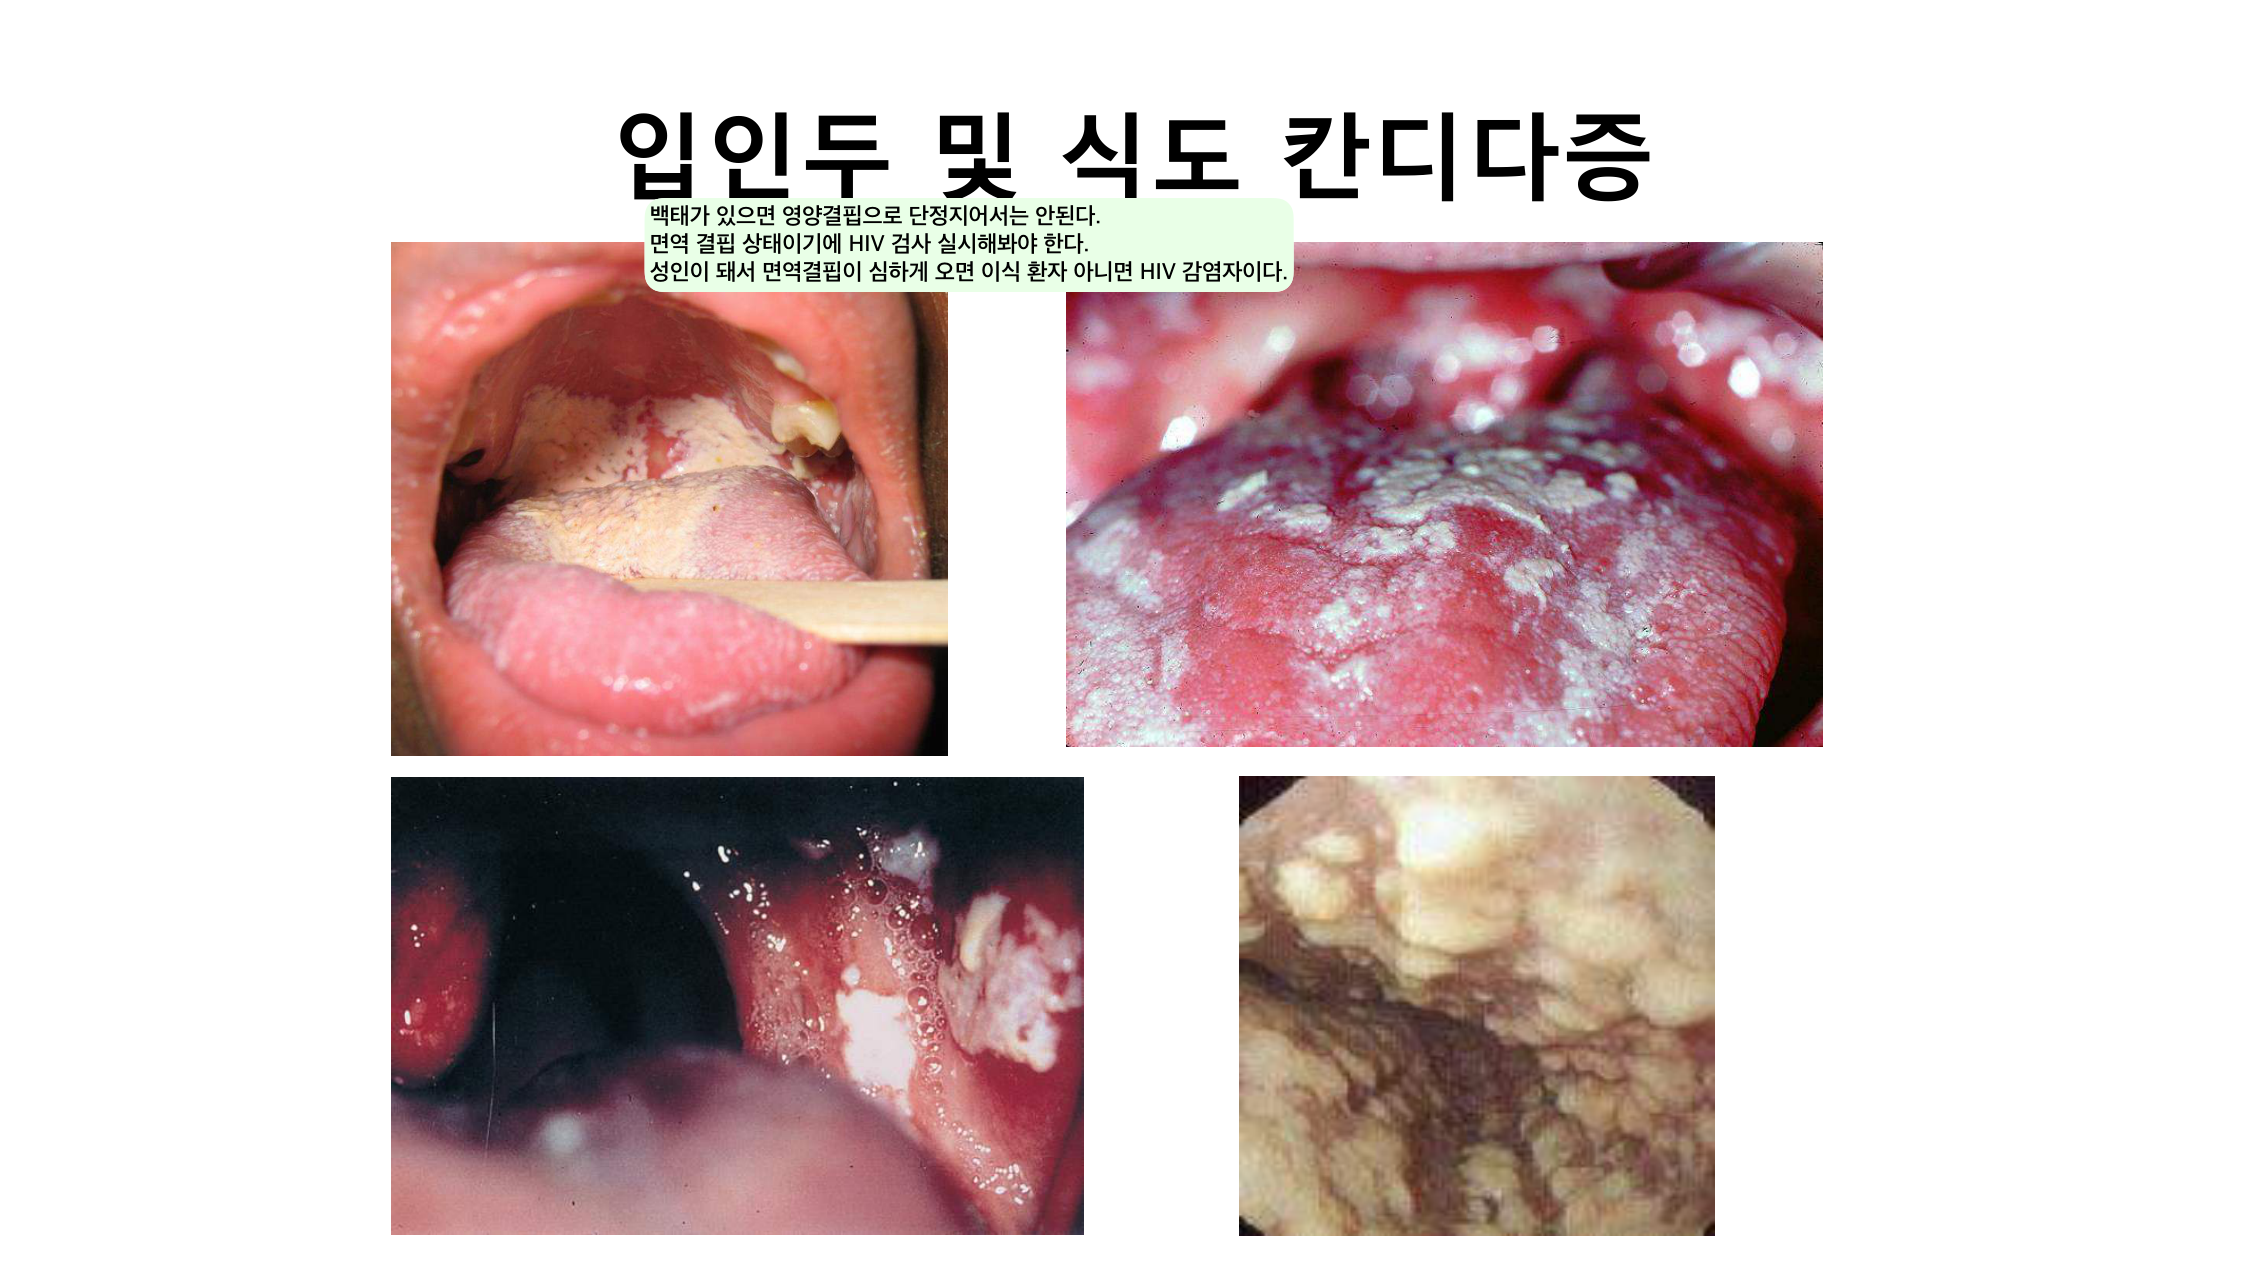 입인두 및 식도 칸디다증
백태가 있으면 영양결핍으로 단정지어서는 안된다.
면역 결핍 상태이기에 HIV 검사 실시해봐야 한다.
성인이 돼서 면역결핍이 심하게 오면 이식 환자 아니면 HIV 감염자이다.